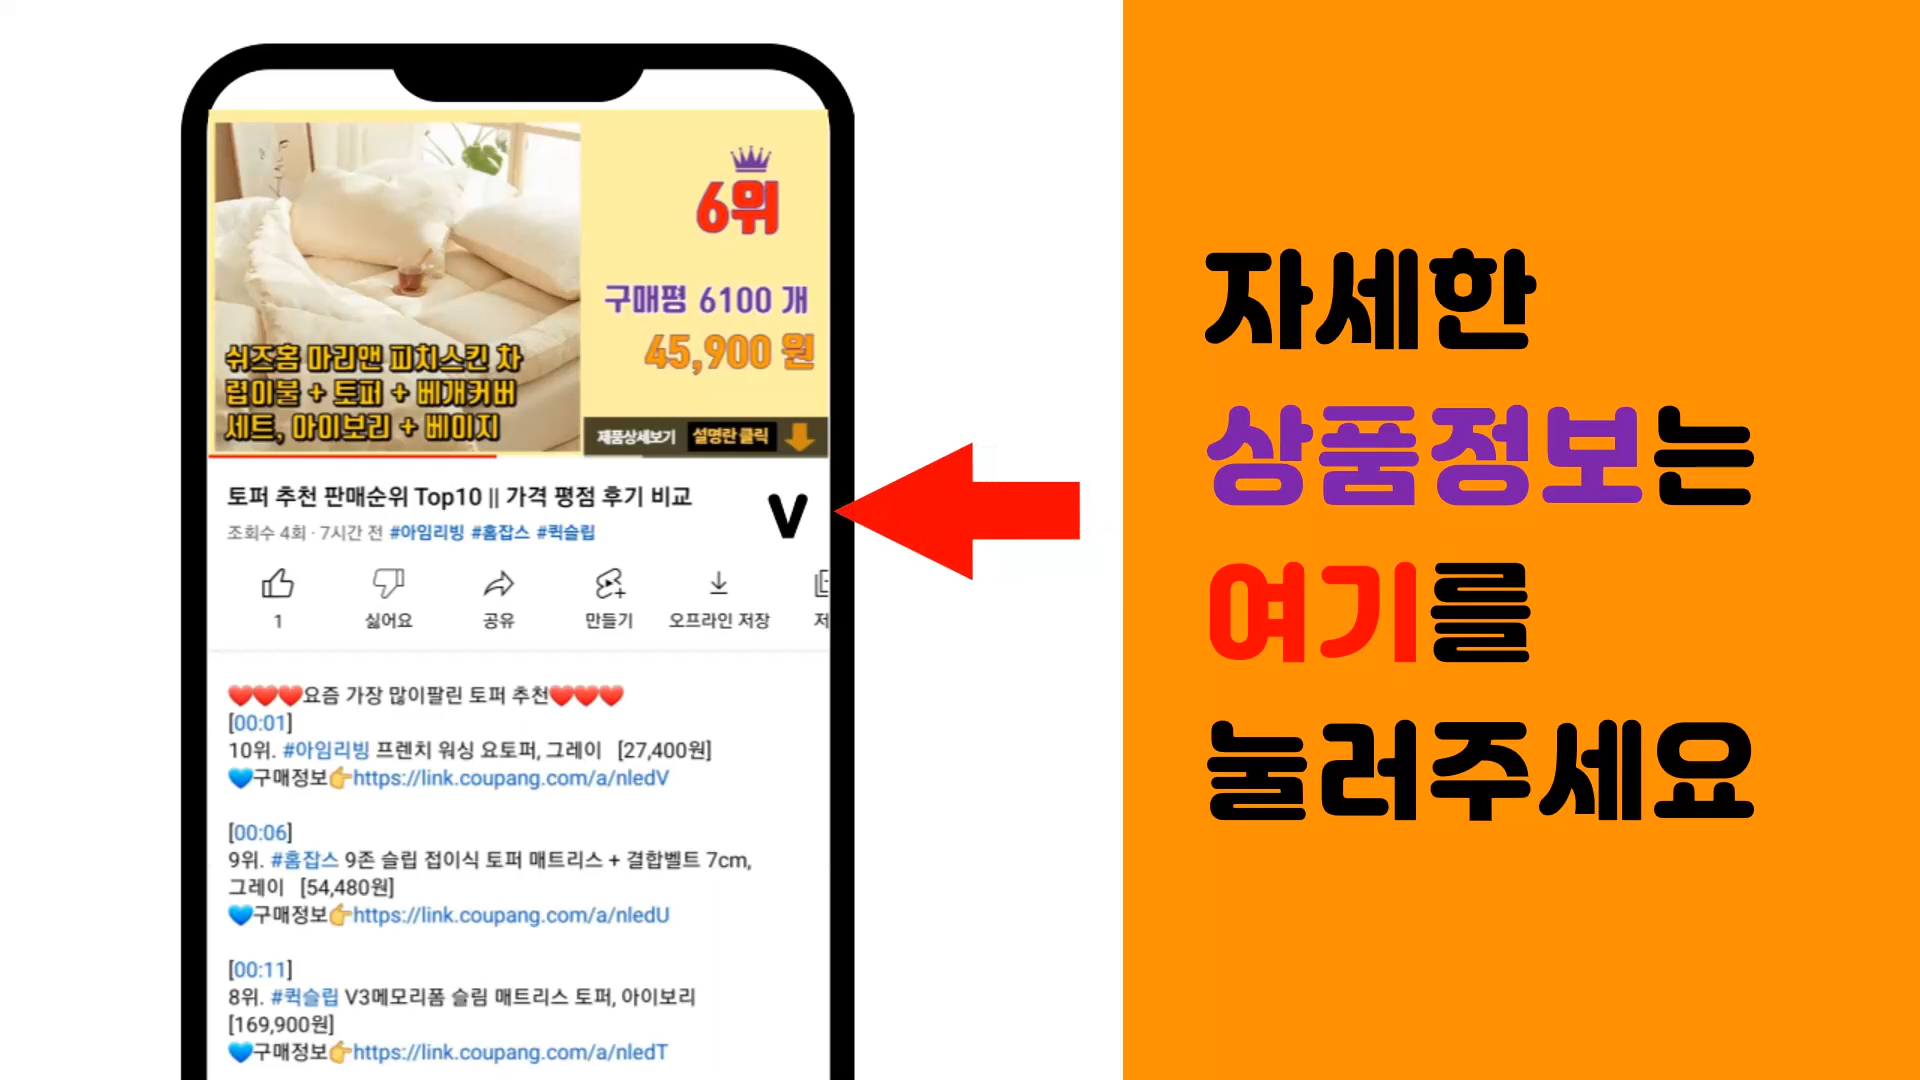 6위
구매평 6100 개
45,900 원
쉬즈홈 마리앤 피치스킨 차
렵이불 + 토퍼 + 베개커버
세트, 아이보리 + 베이지
제품상세보기 설명란 클릭
토퍼 추천 판매순위 Top10 || 가격 평점 후기 비교
V
조회수 4회 · 7시간 전 #아임리빙 #홈잡스 #퀵슬립
1 싫어요 공유 만들기 오프라인 저장 저
❤️❤️❤️요즘 가장 많이팔린 토퍼 추천❤️❤️❤️
[00:01]
10위. #아임리빙 프렌치 워싱 요토퍼, 그레이 [27,400원]
💙구매정보👉https://link.coupang.com/a/nledV
[00:06]
9위. #홈잡스 9존 슬립 접이식 토퍼 매트리스 + 결합벨트 7cm,
그레이 [54,480원]
💙구매정보👉https://link.coupang.com/a/nledU
[00:11]
8위. #퀵슬립 V3메모리폼 슬림 매트리스 토퍼, 아이보리
[169,900원]
💙구매정보👉https://link.coupang.com/a/nledT
자세한
상품정보는
여기를
눌러주세요